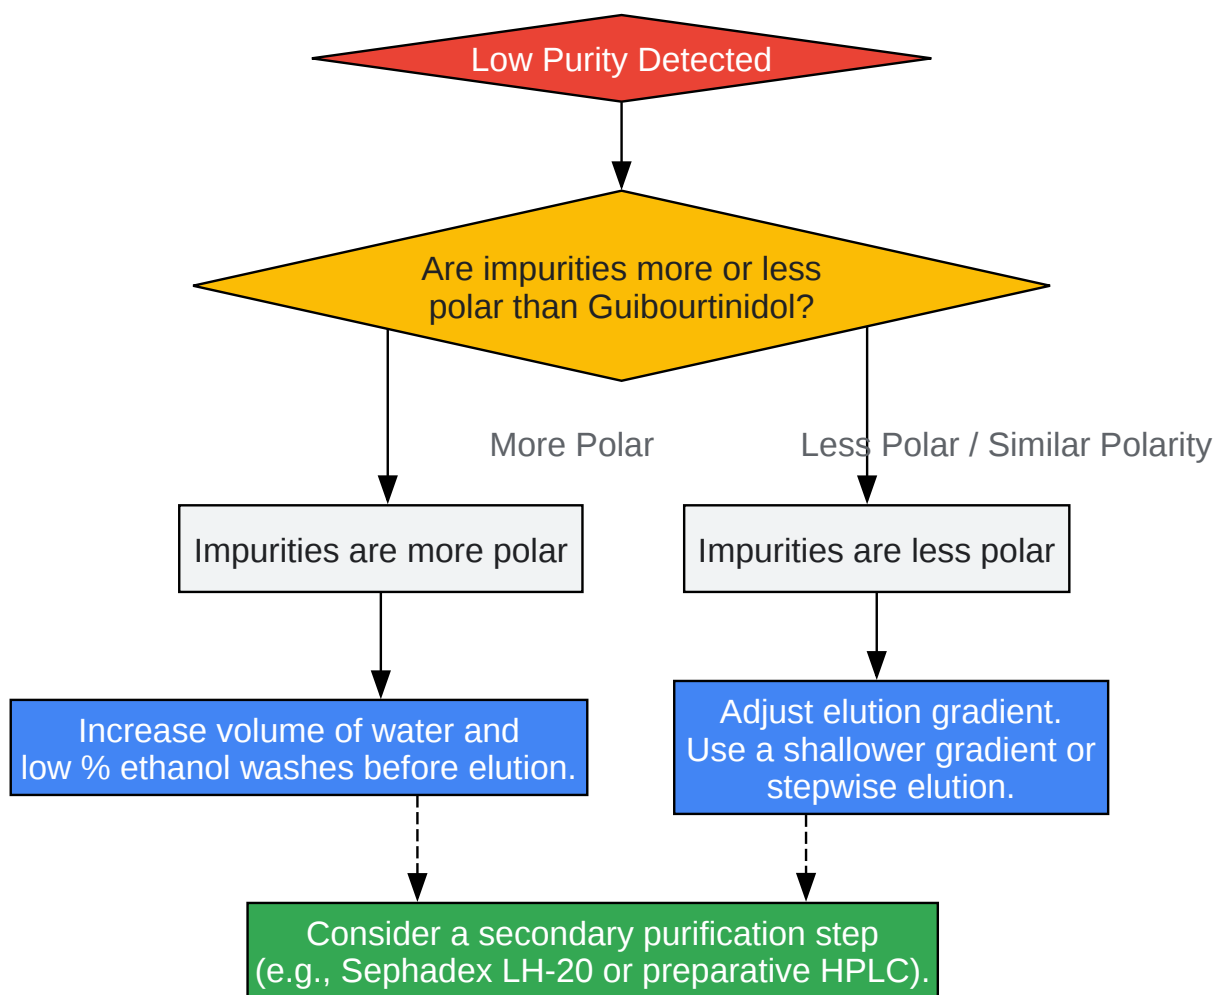 Low Purity Detected
Are impurities more or less
polar than Guibourtinidol?
More Polar
Less Polar / Similar Polarity
Impurities are more polar
Impurities are less polar
Increase volume of water and
low % ethanol washes before elution.
Adjust elution gradient.
Use a shallower gradient or
stepwise elution.
Consider a secondary purification step
(e.g., Sephadex LH-20 or preparative HPLC).